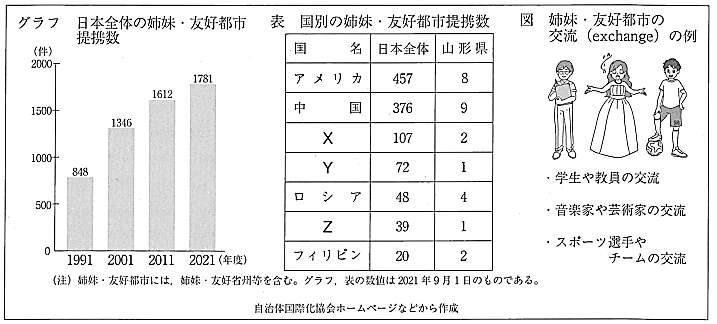 グラフ 日本全体の姉妹・友好都市
提携数
(件)
2000
1500
1000
500
0
848
1346
1612
1781
1991 2001 2011 2021(年度)
表 国別の姉妹・友好都市提携数
国名 日本全体 山形県
アメリカ 457 8
中国 376 9
X 107 2
Y 72 1
ロシア 48 4
Z 39 1
フィリピン 20 2
図 姉妹・友好都市の
交流(exchange)の例
・学生や教員の交流
・音楽家や芸術家の交流
・スポーツ選手や
チームの交流
(注)姉妹・友好都市には,姉妹・友好省州等を含む。グラフ,表の数値は2021年9月1日のものである。
自治体国際化協会ホームページなどから作成